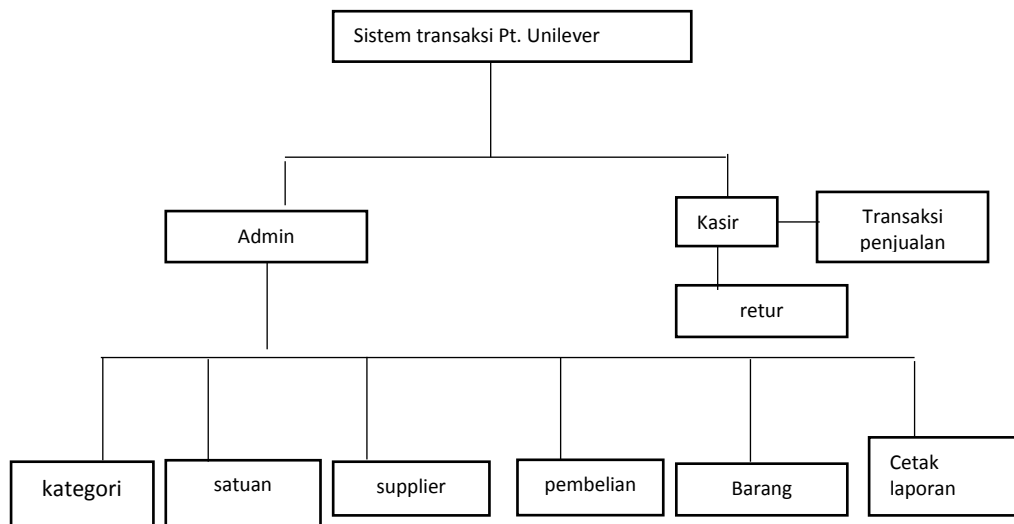 Sistem transaksi Pt. Unilever
Admin
Kasir
Transaksi
penjualan
retur
kategori
satuan
supplier
pembelian
Barang
Cetak
laporan